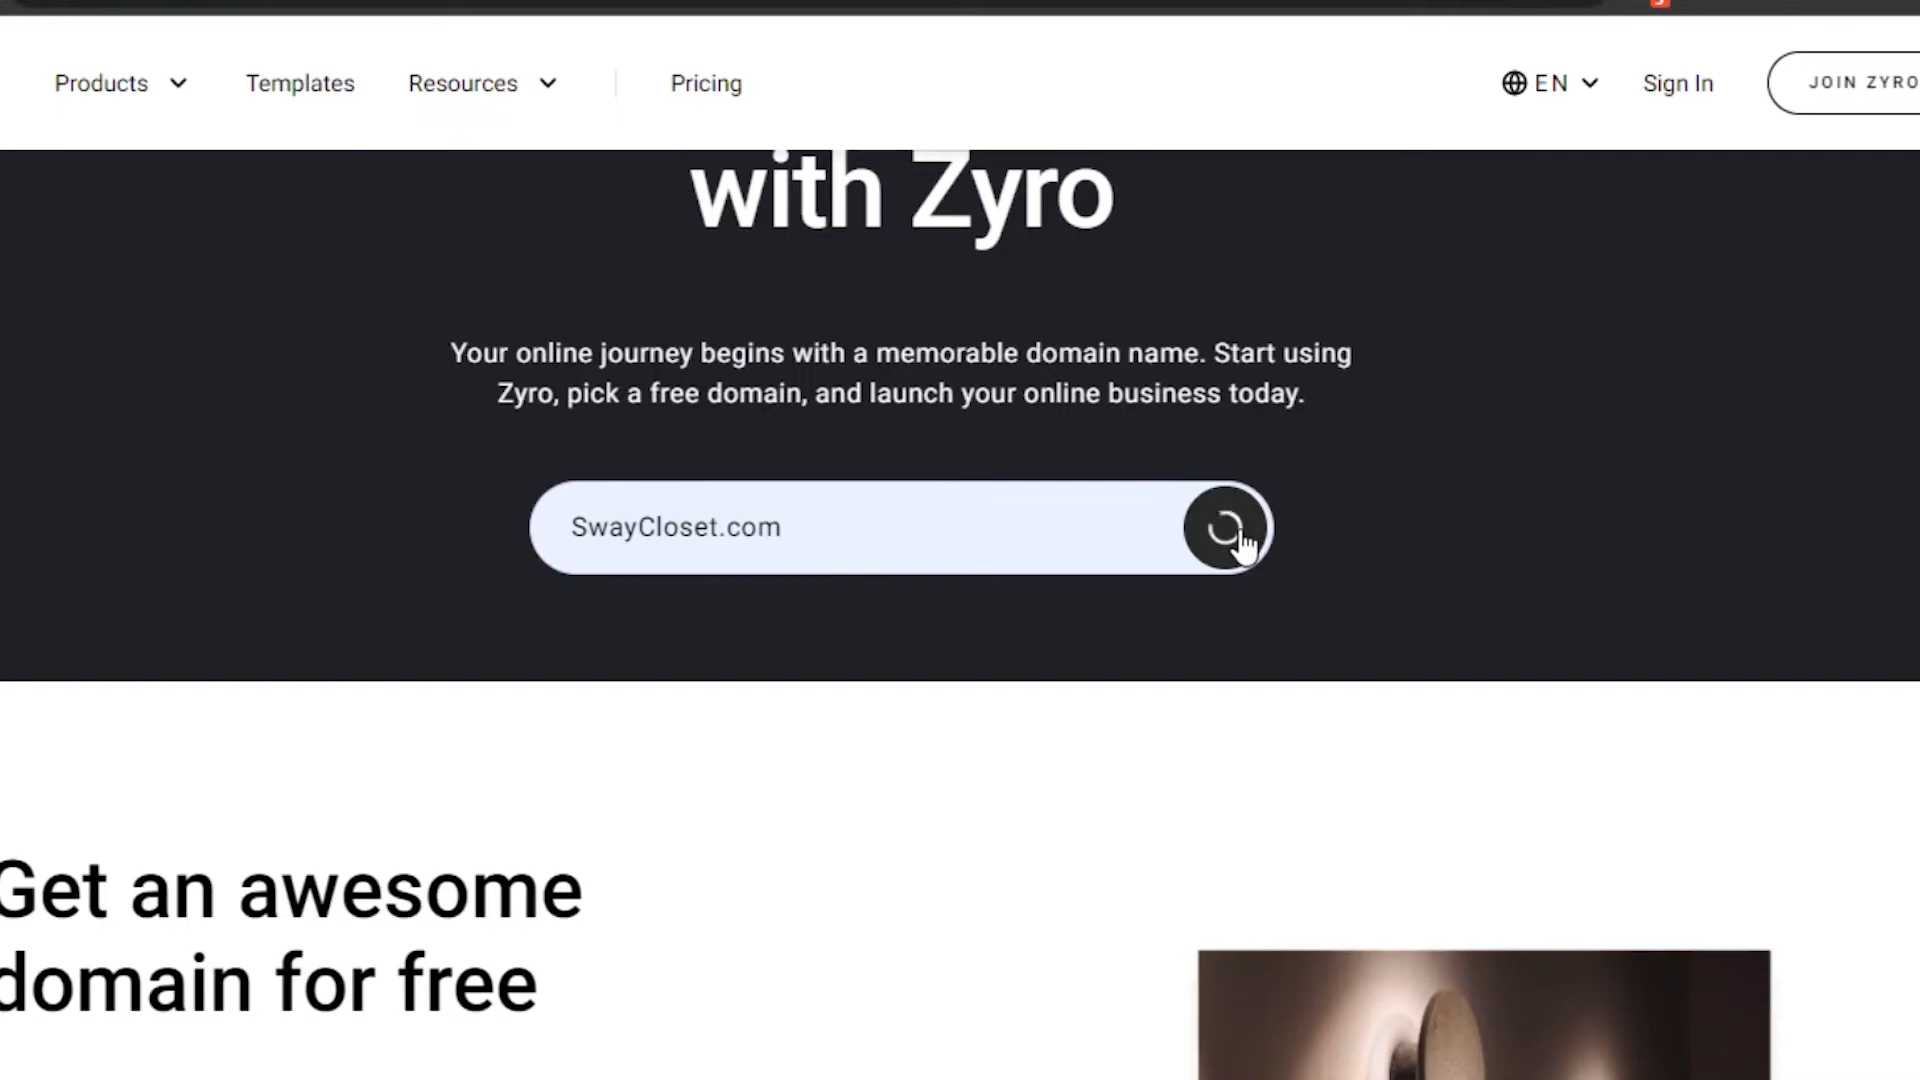 Products
Templates
Resources
Pricing
EN
Sign In
JOIN ZYRO
with Zyro
Your online journey begins with a memorable domain name. Start using
Zyro, pick a free domain, and launch your online business today.
SwayCloset.com
Get an awesome
domain for free